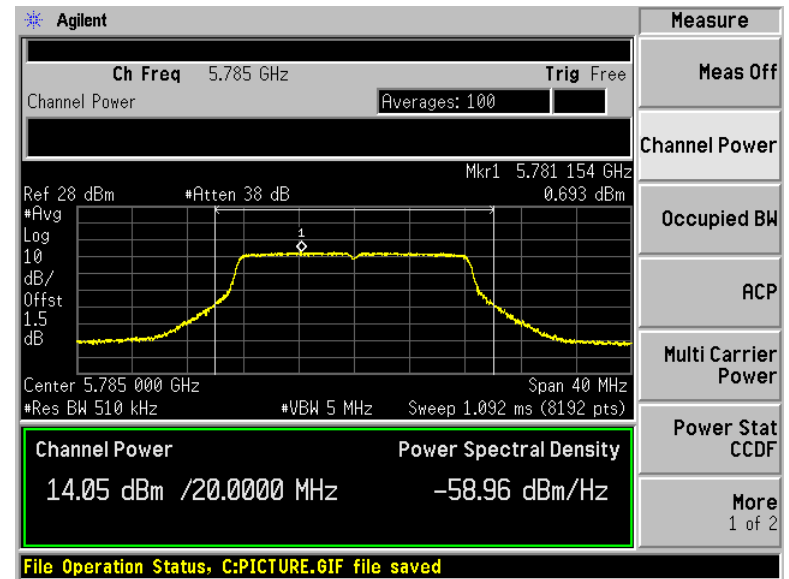 Agilent
Measure
Ch Freq 5.785 GHz Trig Free
Channel Power Averages: 100
Mkr1 5.781 154 GHz
Ref 28 dBm #Atten 38 dB 0.693 dBm
#Avg
Log
10
dB/
Offst
1.5
dB
1
Center 5.785 000 GHz Span 40 MHz
#Res BW 510 kHz #VBW 5 MHz Sweep 1.092 ms (8192 pts)
Channel Power Power Spectral Density
14.05 dBm /20.0000 MHz -58.96 dBm/Hz
File Operation Status, C:PICTURE.GIF file saved
Meas Off
Channel Power
Occupied BW
ACP
Multi Carrier
Power
Power Stat
CCDF
More
1 of 2